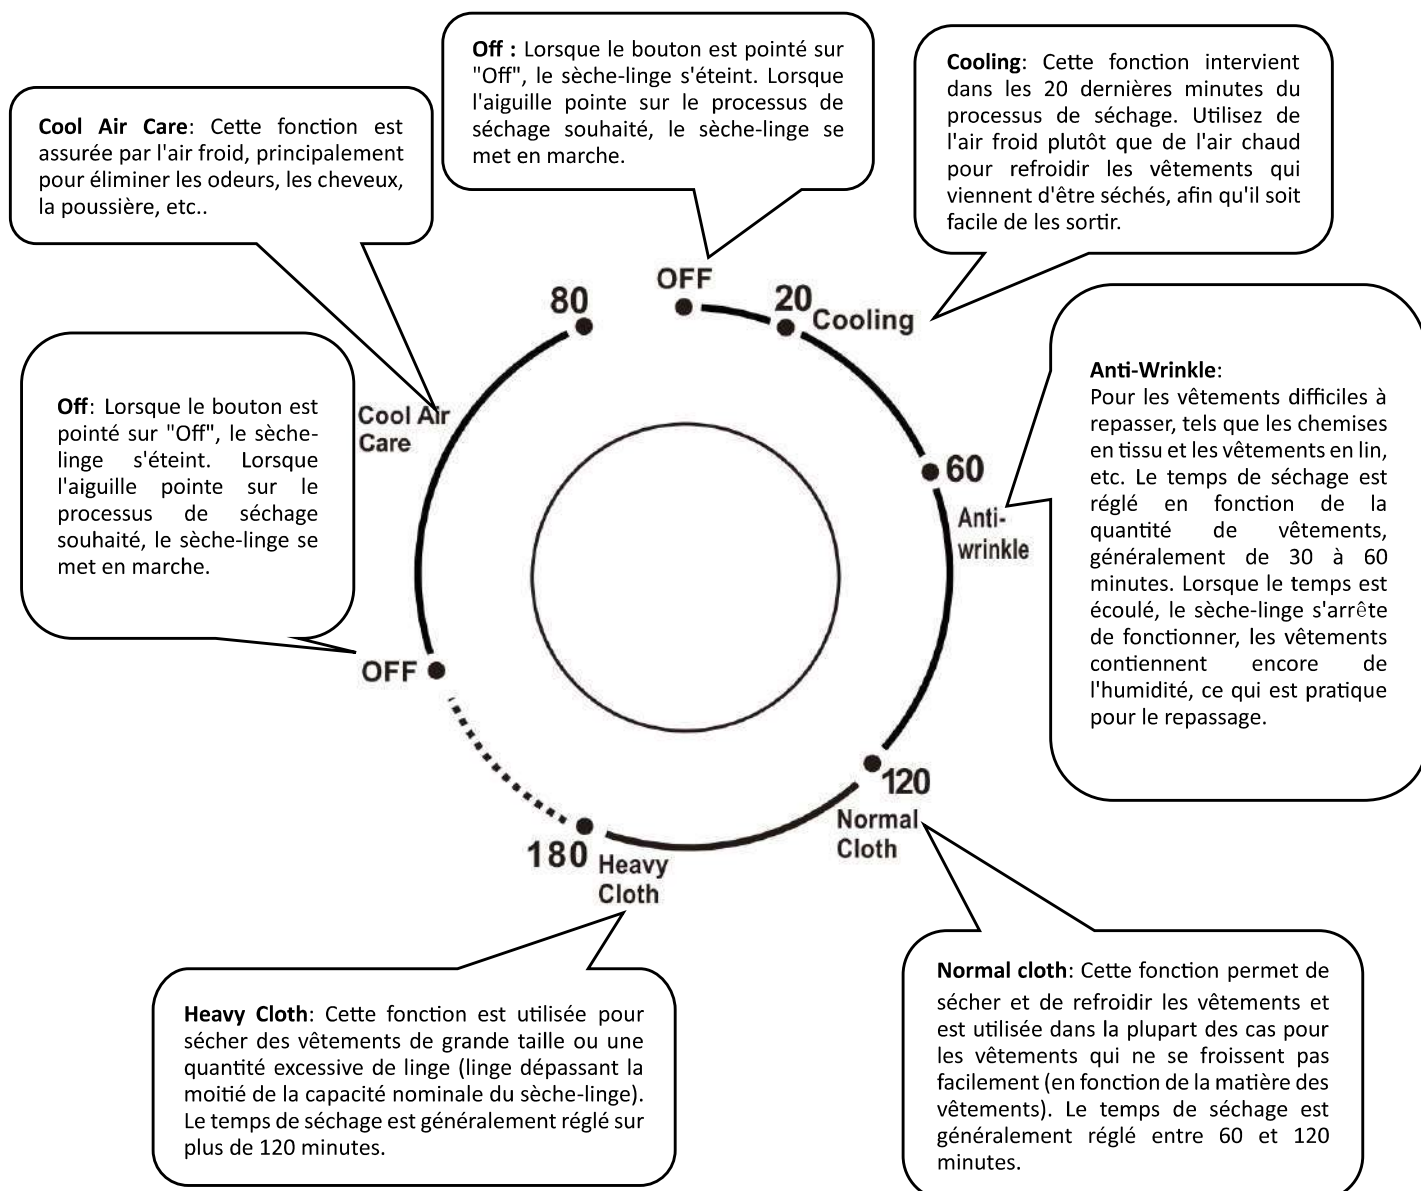 Off : Lorsque le bouton est pointé sur
"Off", le sèche-linge s'éteint. Lorsque
l'aiguille pointe sur le processus de
séchage souhaité, le sèche-linge se
met en marche.
Cooling: Cette fonction intervient
dans les 20 dernières minutes du
processus de séchage. Utilisez de
l'air froid plutôt que de l'air chaud
pour refroidir les vêtements qui
viennent d'être séchés, afin qu'il soit
facile de les sortir.
Cool Air Care: Cette fonction est
assurée par l'air froid, principalement
pour éliminer les odeurs, les cheveux,
la poussière, etc..
OFF
80
20
Cooling
Anti-Wrinkle:
Pour les vêtements difficiles à
repasser, tels que les chemises
en tissu et les vêtements en lin,
etc. Le temps de séchage est
réglé en fonction de la
quantité de vêtements,
généralement de 30 à 60
minutes. Lorsque le temps est
écoulé, le sèche-linge s'arrête
de fonctionner, les vêtements
contiennent encore de
l'humidité, ce qui est pratique
pour le repassage.
Off: Lorsque le bouton est
pointé sur "Off", le sèche-
linge s'éteint. Lorsque
l'aiguille pointe sur le
processus de séchage
souhaité, le sèche-linge se
met en marche.
Cool Air
Care
60
Anti-
wrinkle
OFF
120
Normal
Cloth
180
Heavy
Cloth
Heavy Cloth: Cette fonction est utilisée pour
sécher des vêtements de grande taille ou une
quantité excessive de linge (linge dépassant la
moitié de la capacité nominale du sèche-linge).
Le temps de séchage est généralement réglé sur
plus de 120 minutes.
Normal cloth: Cette fonction permet de
sécher et de refroidir les vêtements et
est utilisée dans la plupart des cas pour
les vêtements qui ne se froissent pas
facilement (en fonction de la matière des
vêtements). Le temps de séchage est
généralement réglé entre 60 et 120
minutes.